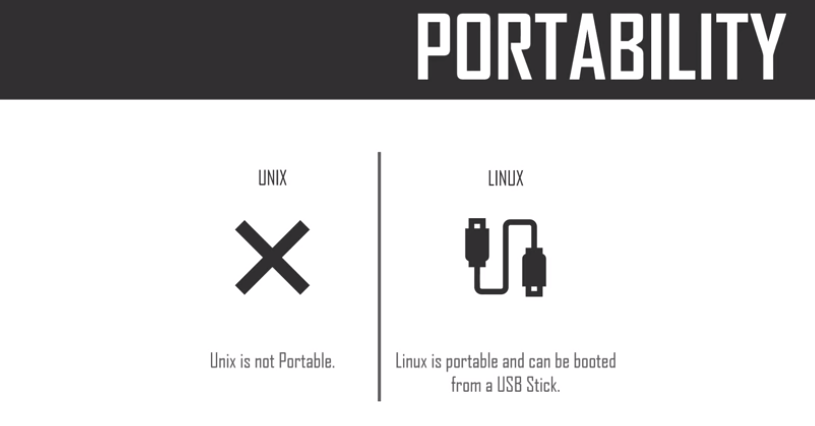 PORTABILITY
UNIX
Unix is not Portable.
LINUX
Linux is portable and can be booted
from a USB Stick.